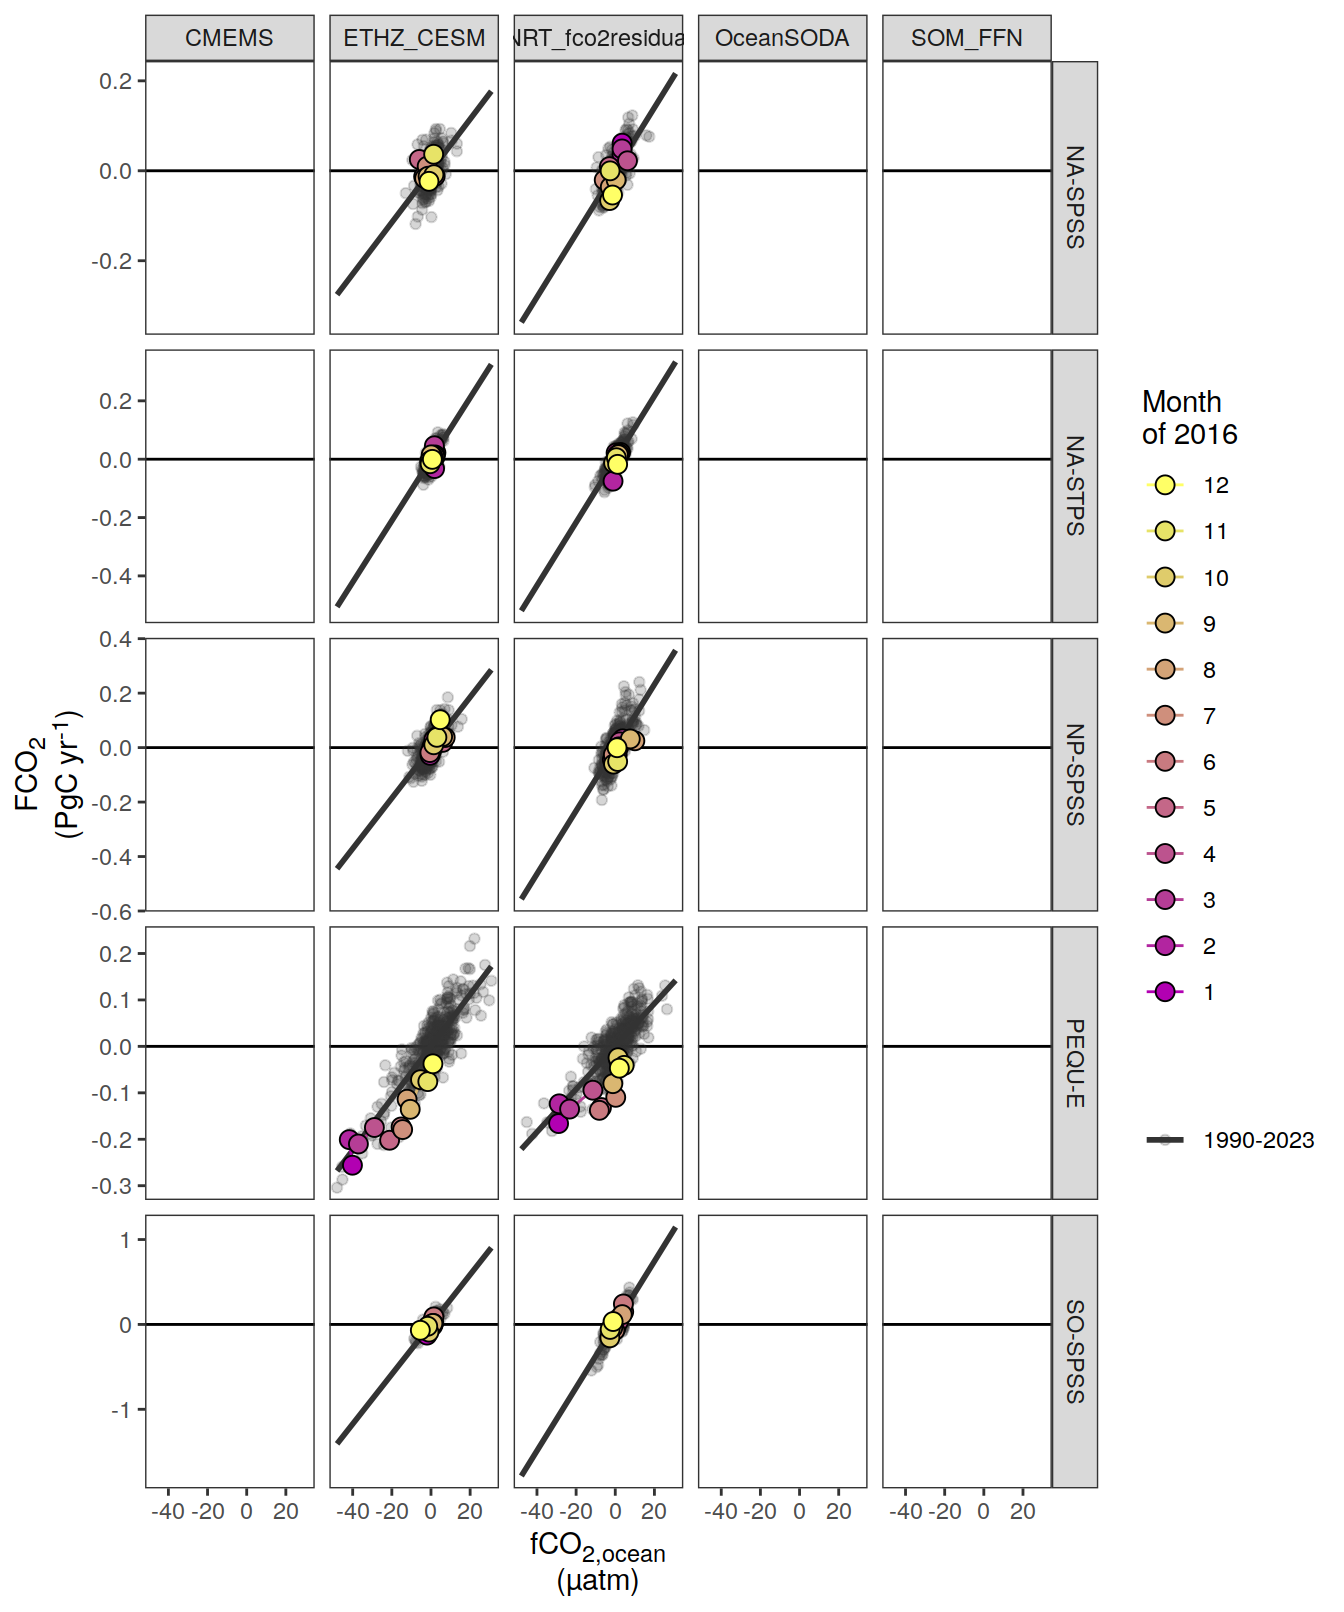 CMEMS ETHZ_CESM NRT_fco2residua OceanSODA SOM_FFN
0.2
0.0
-0.2
NA-SPSS
0.2
0.0
-0.2
-0.4
NA-STPS
0.4
0.2
0.0
-0.2
-0.4
-0.6
NP-SPSS
0.2
0.1
0.0
-0.1
-0.2
-0.3
PEQU-E
1
0
-1
SO-SPSS
-40 -20 0 20 -40 -20 0 20 -40 -20 0 20 -40 -20 0 20 -40 -20 0 20
FCO2
(PgC yr-1)
fCO2,ocean
(µatm)
Month
of 2016
12
11
10
9
8
7
6
5
4
3
2
1
1990-2023